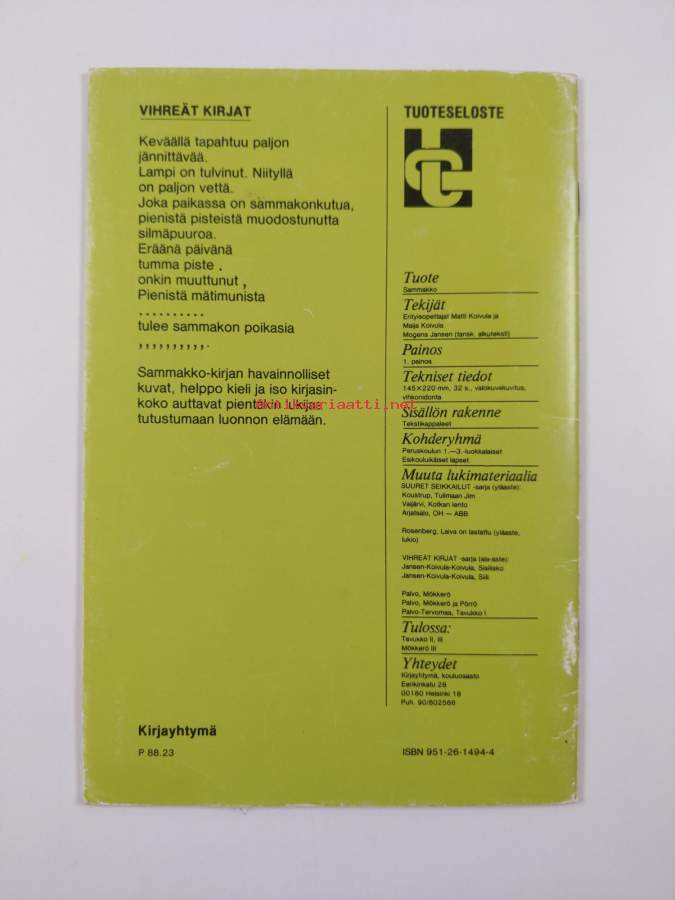 VIHREÄT KIRJAT
Keväällä tapahtuu paljon
jännittävää.
Lampi on tulvinut. Niityllä
on paljon vettä.
Joka paikassa on sammakonkutua,
pienistä pisteistä muodostunutta
silmäpuuroa.
Eräänä päivänä
tumma piste .
onkin muuttunut ,
Pienistä mätimunista
. . . . . . . . . .
tulee sammakon poikasia
, , , , , , , , , , .
Sammakko-kirjan havainnolliset
kuvat, helppo kieli ja iso kirjasin-
koko auttavat pientäkin lukijaa
tutustumaan luonnon elämään.
Kirjayhtymä
P 88.23
TUOTESELOSTE
Tuote
Sammakko
Tekijät
Erityisopettajat Matti Koivula ja
Maija Koivula
Mogens Jansen (tansk. alkuteksti)
Painos
1. painos
Tekniset tiedot
145×220 mm, 32 s., valokuvakuvitus,
vihkonidonta
Sisällön rakenne
Tekstikappaleet
Kohderyhmä
Peruskoulun 1.—3.-luokkalaiset
Esikouluikäiset lapset
Muuta lukimateriaalia
SUURET SEIKKAILUT -sarja (yläaste):
Koustrup, Tulimaan Jim
Vaijärvi, Kotkan lento
Arjatsalo, OH — ABB
Rosenberg, Laiva on lastattu (yläaste,
lukio)
VIHREÄT KIRJAT -sarja (ala-aste):
Jansen-Koivula-Koivula, Sisilisko
Jansen-Koivula-Koivula, Siili
Palvo, Mökkerö
Palvo, Mökkerö ja Pörrö
Palvo-Tervomaa, Tavukko I
Tulossa:
Tavukko II, III
Mökkerö III
Yhteydet
Kirjayhtymä, kouluosasto
Eerikinkatu 28
00180 Helsinki 18
Puh. 90/602566
ISBN 951-26-1494-4